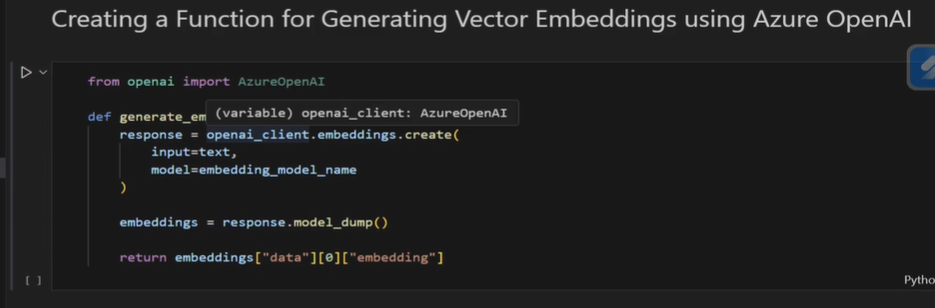 Creating a Function for Generating Vector Embeddings using Azure OpenAI
from openai import AzureOpenAI
def generate_em
(variable) openai_client: AzureOpenAI
response = openai_client.embeddings.create(
input=text,
model=embedding_model_name
)
embeddings = response.model_dump()
return embeddings["data"][0]["embedding"]
[ ]
Pytho